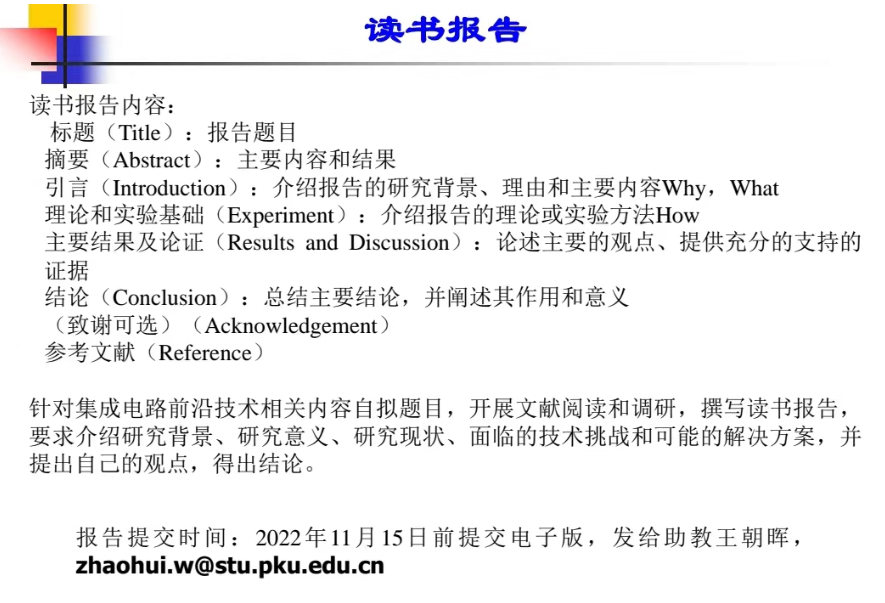 读书报告
读书报告内容：
标题（Title）：报告题目
摘要（Abstract）：主要内容和结果
引言（Introduction）：介绍报告的研究背景、理由和主要内容Why，What
理论和实验基础（Experiment）：介绍报告的理论或实验方法How
主要结果及论证（Results and Discussion）：论述主要的观点、提供充分的支持的
证据
结论（Conclusion）：总结主要结论，并阐述其作用和意义
（致谢可选）（Acknowledgement）
参考文献（Reference）
针对集成电路前沿技术相关内容自拟题目，开展文献阅读和调研，撰写读书报告，
要求介绍研究背景、研究意义、研究现状、面临的技术挑战和可能的解决方案，并
提出自己的观点，得出结论。
报告提交时间：2022年11月15日前提交电子版，发给助教王朝晖，
zhaohui.w@stu.pku.edu.cn